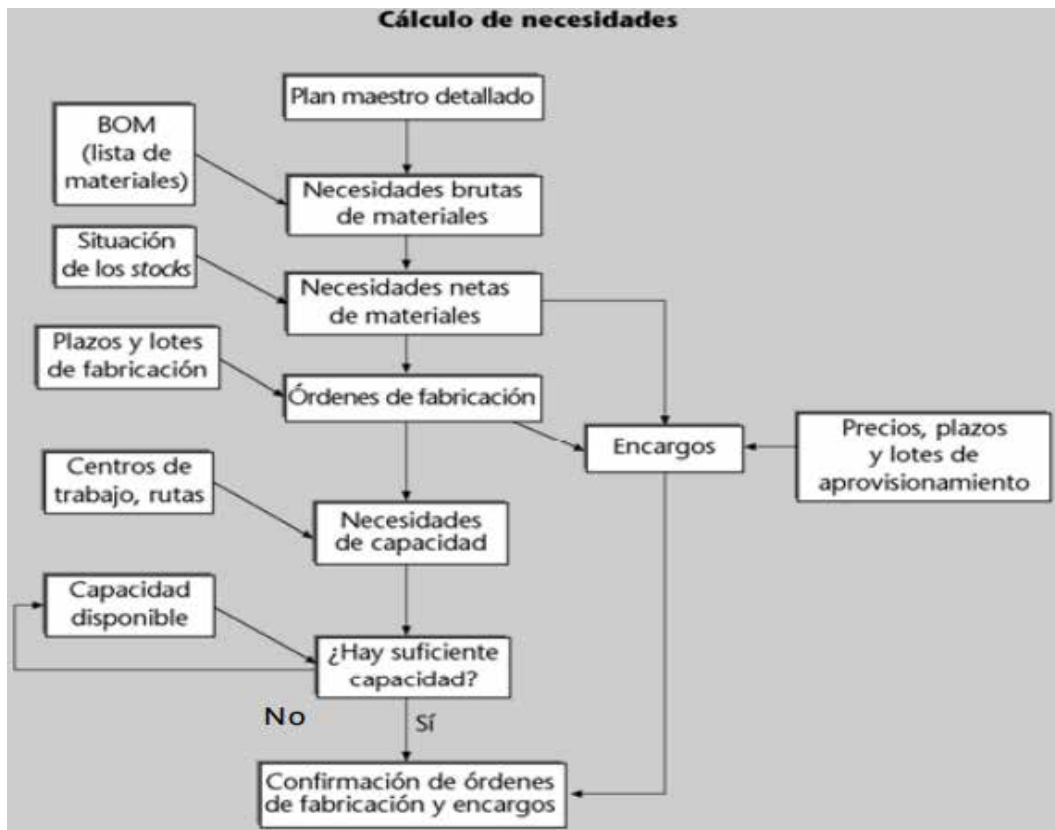 Cálculo de necesidades
Plan maestro detallado
BOM
(lista de
materiales)
Necesidades brutas
de materiales
Situación
de los stocks
Necesidades netas
de materiales
Plazos y lotes
de fabricación
Órdenes de fabricación
Encargos
Precios, plazos
y lotes de
aprovisionamiento
Centros de
trabajo, rutas
Necesidades
de capacidad
Capacidad
disponible
¿Hay suficiente
capacidad?
No
Sí
Confirmación de órdenes
de fabricación y encargos